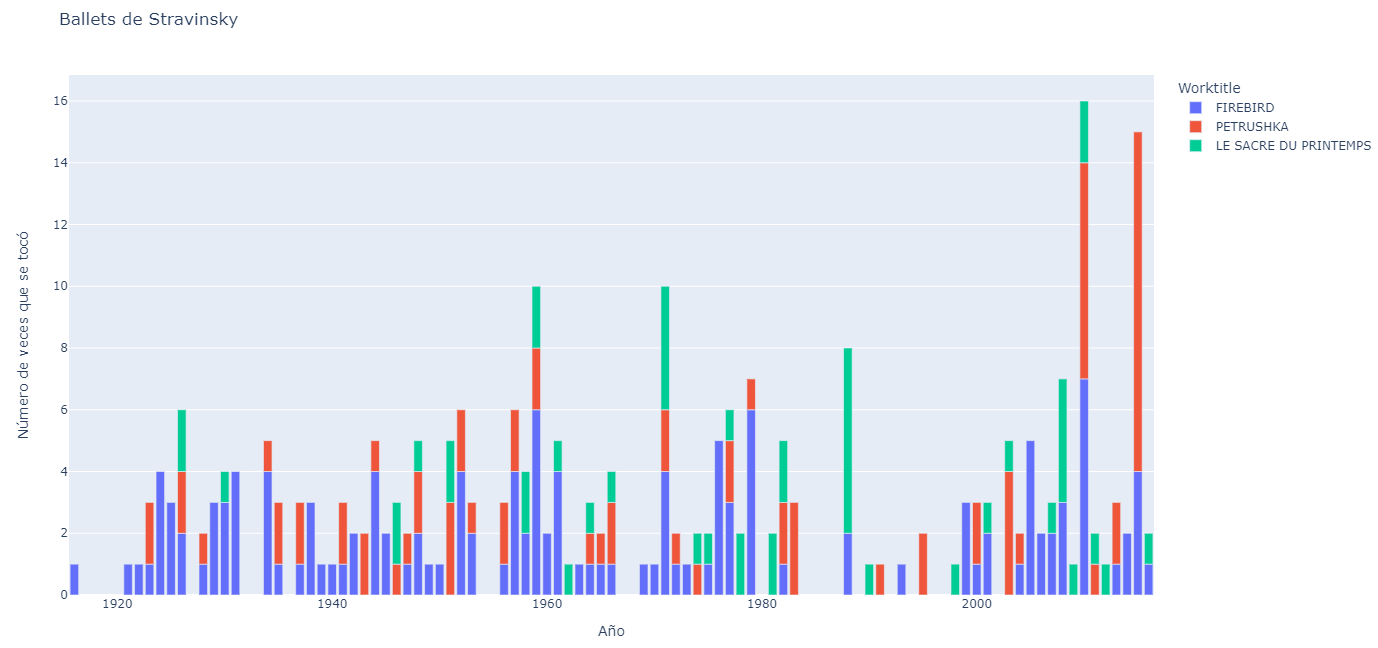 Ballets de Stravinsky
Worktitle
FIREBIRD
PETRUSHKA
LE SACRE DU PRINTEMPS
Número de veces que se tocó
16
14
12
10
8
6
4
2
0
1920
1940
1960
1980
2000
Año